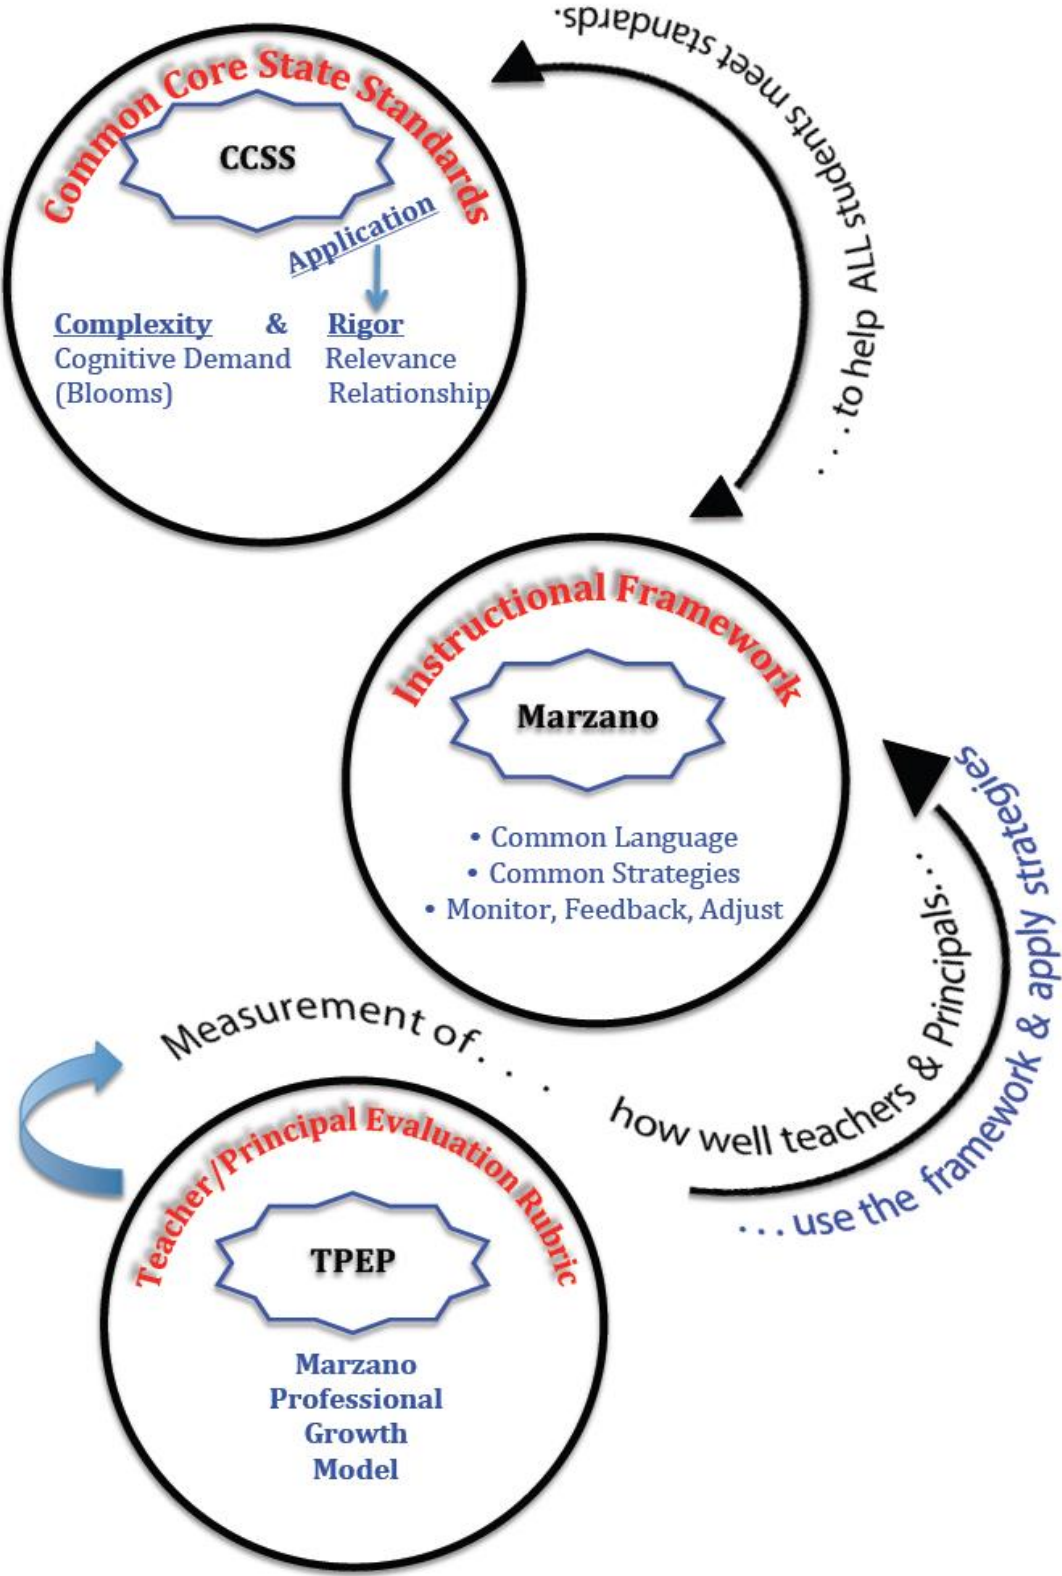 Common Core State Standards
CCSS
Application
Complexity & Rigor
Cognitive Demand Relevance
(Blooms) Relationship
Instructional Framework
Marzano
• Common Language
• Common Strategies
• Monitor, Feedback, Adjust
Teacher/Principal Evaluation Rubric
TPEP
Marzano
Professional
Growth
Model
Measurement of. . .
how well teachers & Principals. . .
. . . use the framework & apply strategies
. . . to help ALL students meet standards.